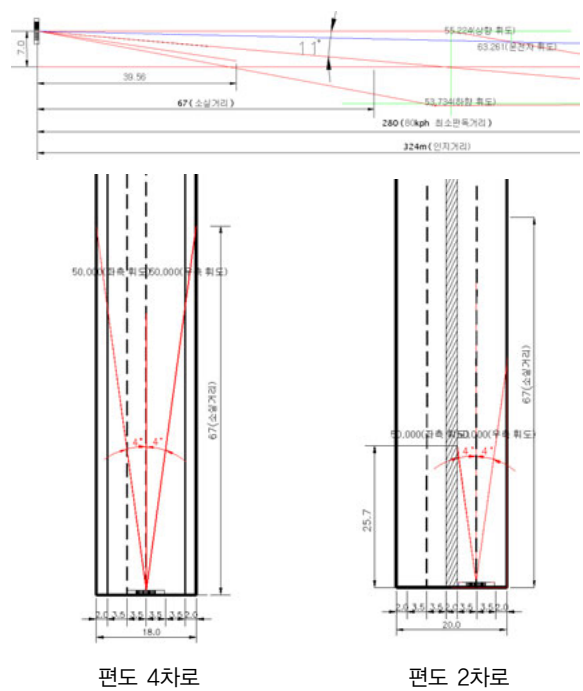 55.224(상향 휘도)
11°
63.261(운전자 휘도)
7.0
39.56
67(소실거리)
53,734(하향 휘도)
280(80kph 최소판독거리)
324m(인지거리)
50,000(좌측 휘도)
50,000(우측 휘도)
67(소실거리)
4° 4°
2.0 3.5 3.5 3.5 3.5 2.0
18.0
편도 4차로
67(소실거리)
50,000(좌측 휘도)
50,000(우측 휘도)
4° 4°
25.7
2.0 3.5 3.5 2.0 3.5 3.5 2.0
20.0
편도 2차로